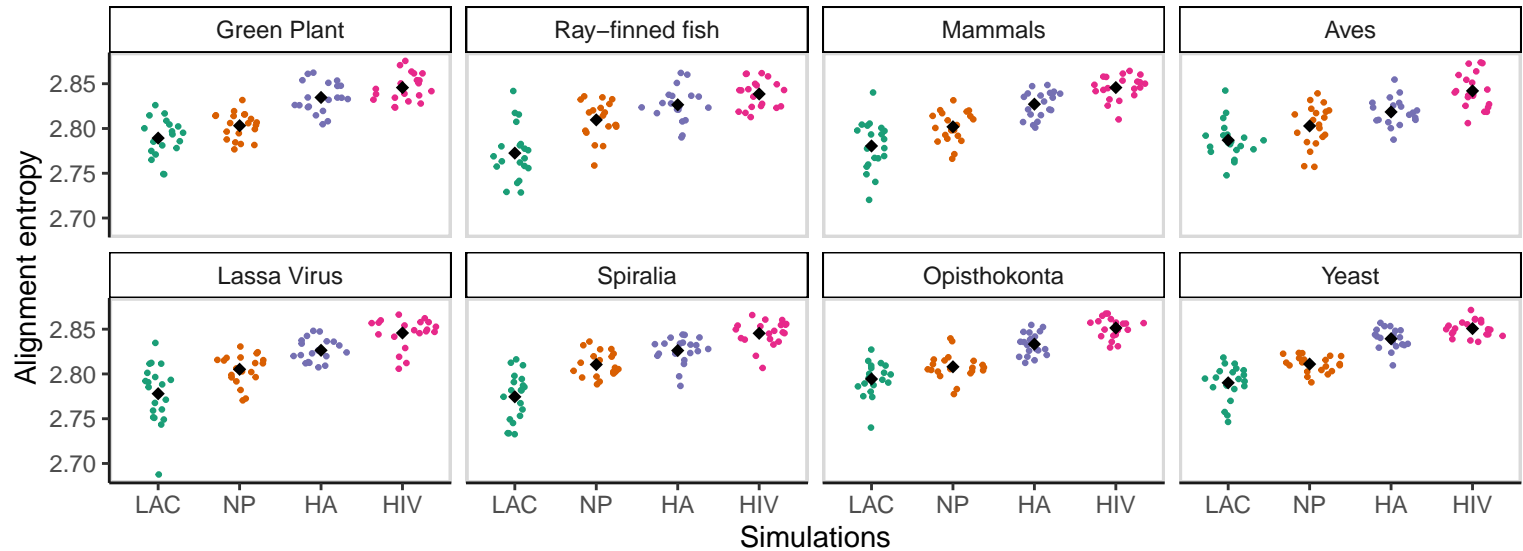 Green Plant
Ray−finned fish
Mammals
Aves
2.85
2.80
2.75
2.70
Lassa Virus
Spiralia
Opisthokonta
Yeast
2.85
2.80
2.75
2.70
LAC NP HA HIV
LAC NP HA HIV
LAC NP HA HIV
LAC NP HA HIV
Simulations
Alignment entropy